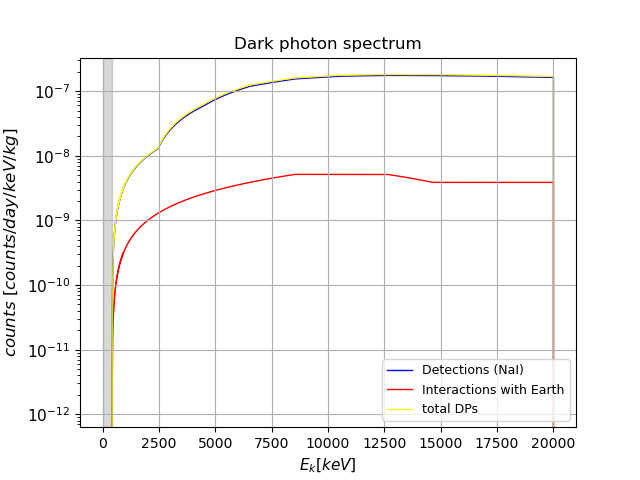 Dark photon spectrum
counts [counts/day/keV/kg]
10⁻⁷
10⁻⁸
10⁻⁹
10⁻¹⁰
10⁻¹¹
10⁻¹²
Detections (NaI)
Interactions with Earth
total DPs
0 2500 5000 7500 10000 12500 15000 17500 20000
Eₖ[keV]